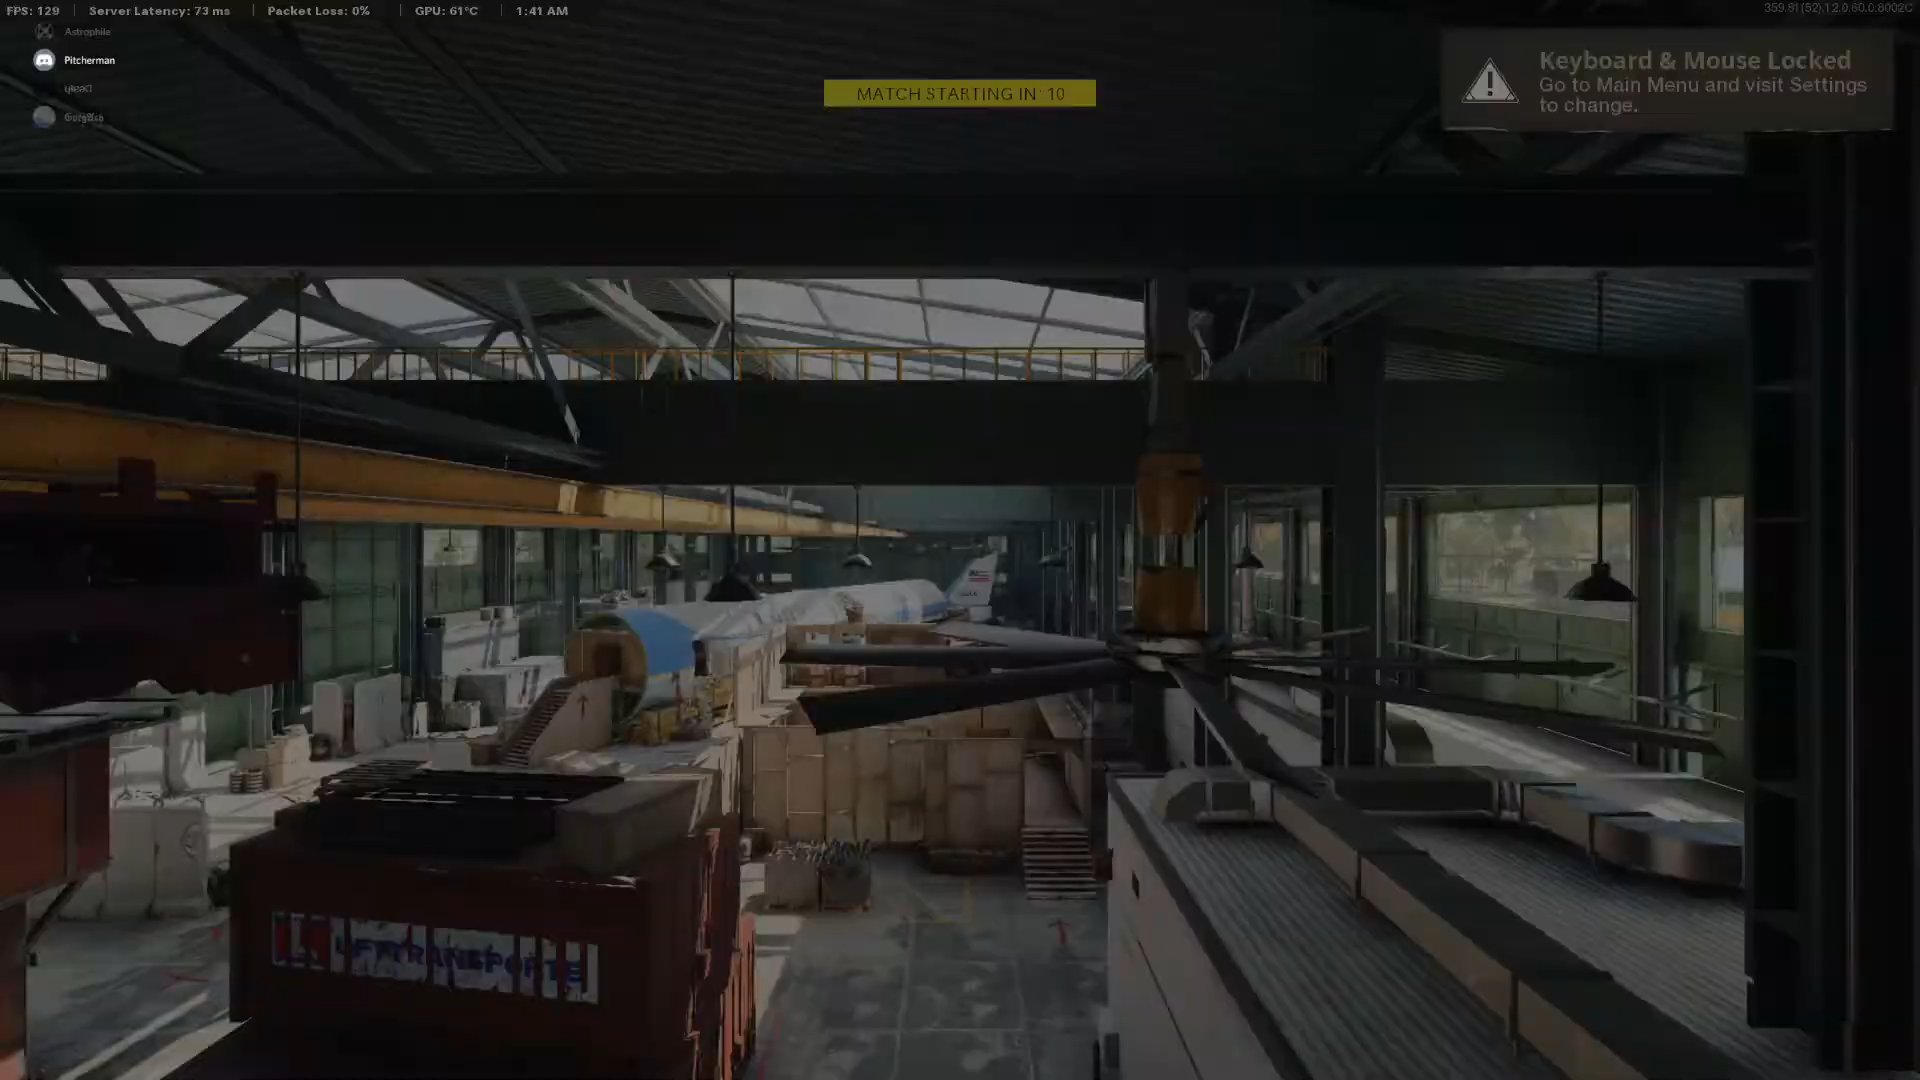 FPS: 129 | Server Latency: 73 ms | Packet Loss: 0% | GPU: 61°C | 1:41 AM
Astrophile
Pitcherman
MATCH STARTING IN: 10
Keyboard & Mouse Locked
Go to Main Menu and visit Settings
to change.